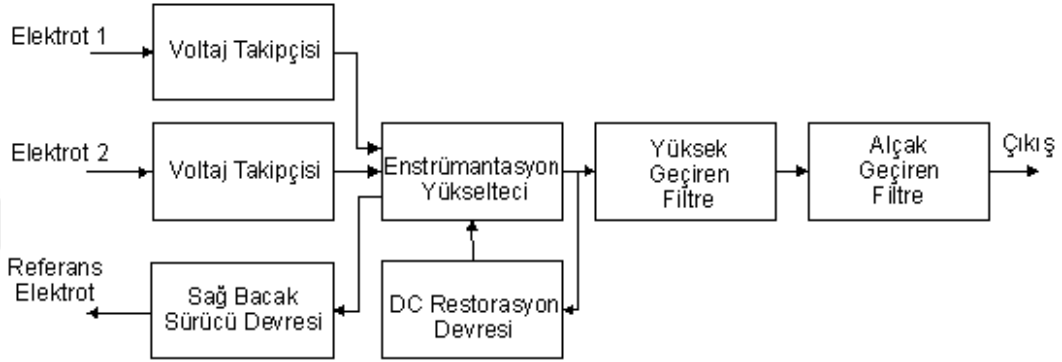 Elektrot 1
Voltaj Takipçisi
Elektrot 2
Voltaj Takipçisi
Enstrümantasyon
Yükselteci
Yüksek
Geçiren
Filtre
Alçak
Geçiren
Filtre
Çıkış
Referans
Elektrot
Sağ Bacak
Sürücü Devresi
DC Restorasyon
Devresi